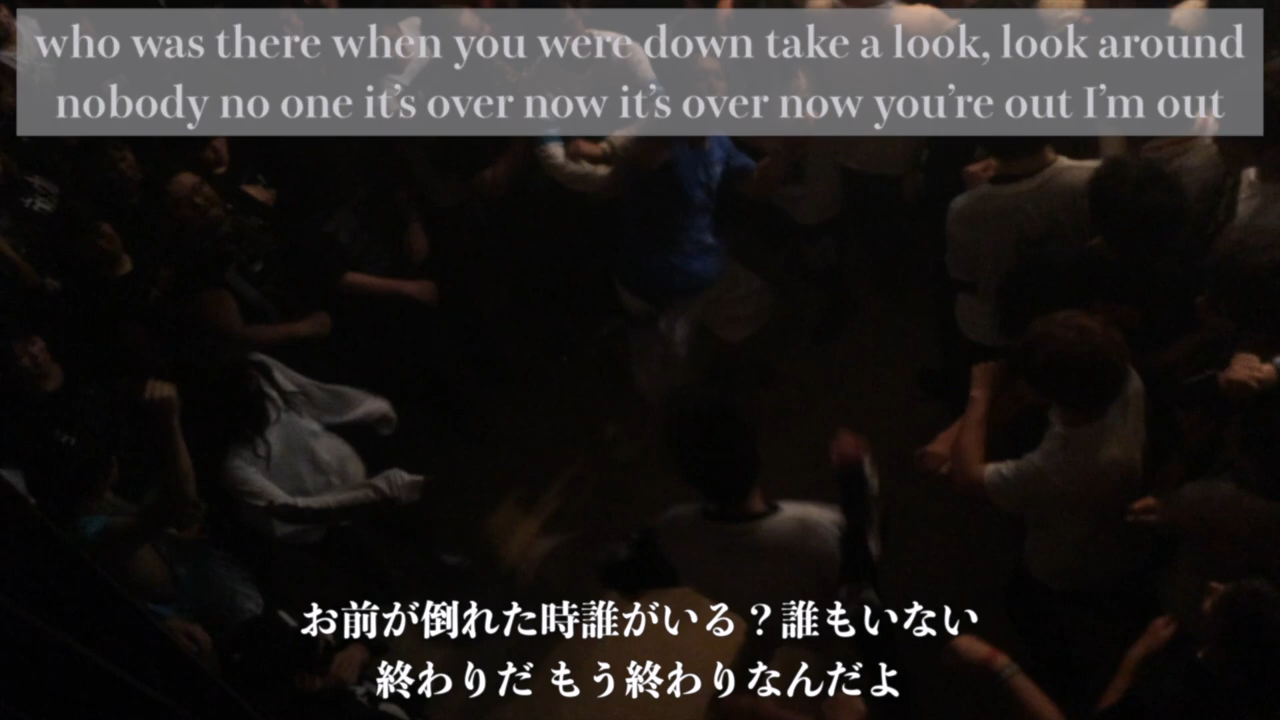 who was there when you were down take a look, look around
nobody no one it’s over now it’s over now you’re out I’m out
お前が倒れた時誰がいる？誰もいない
終わりだ もう終わりなんだよ